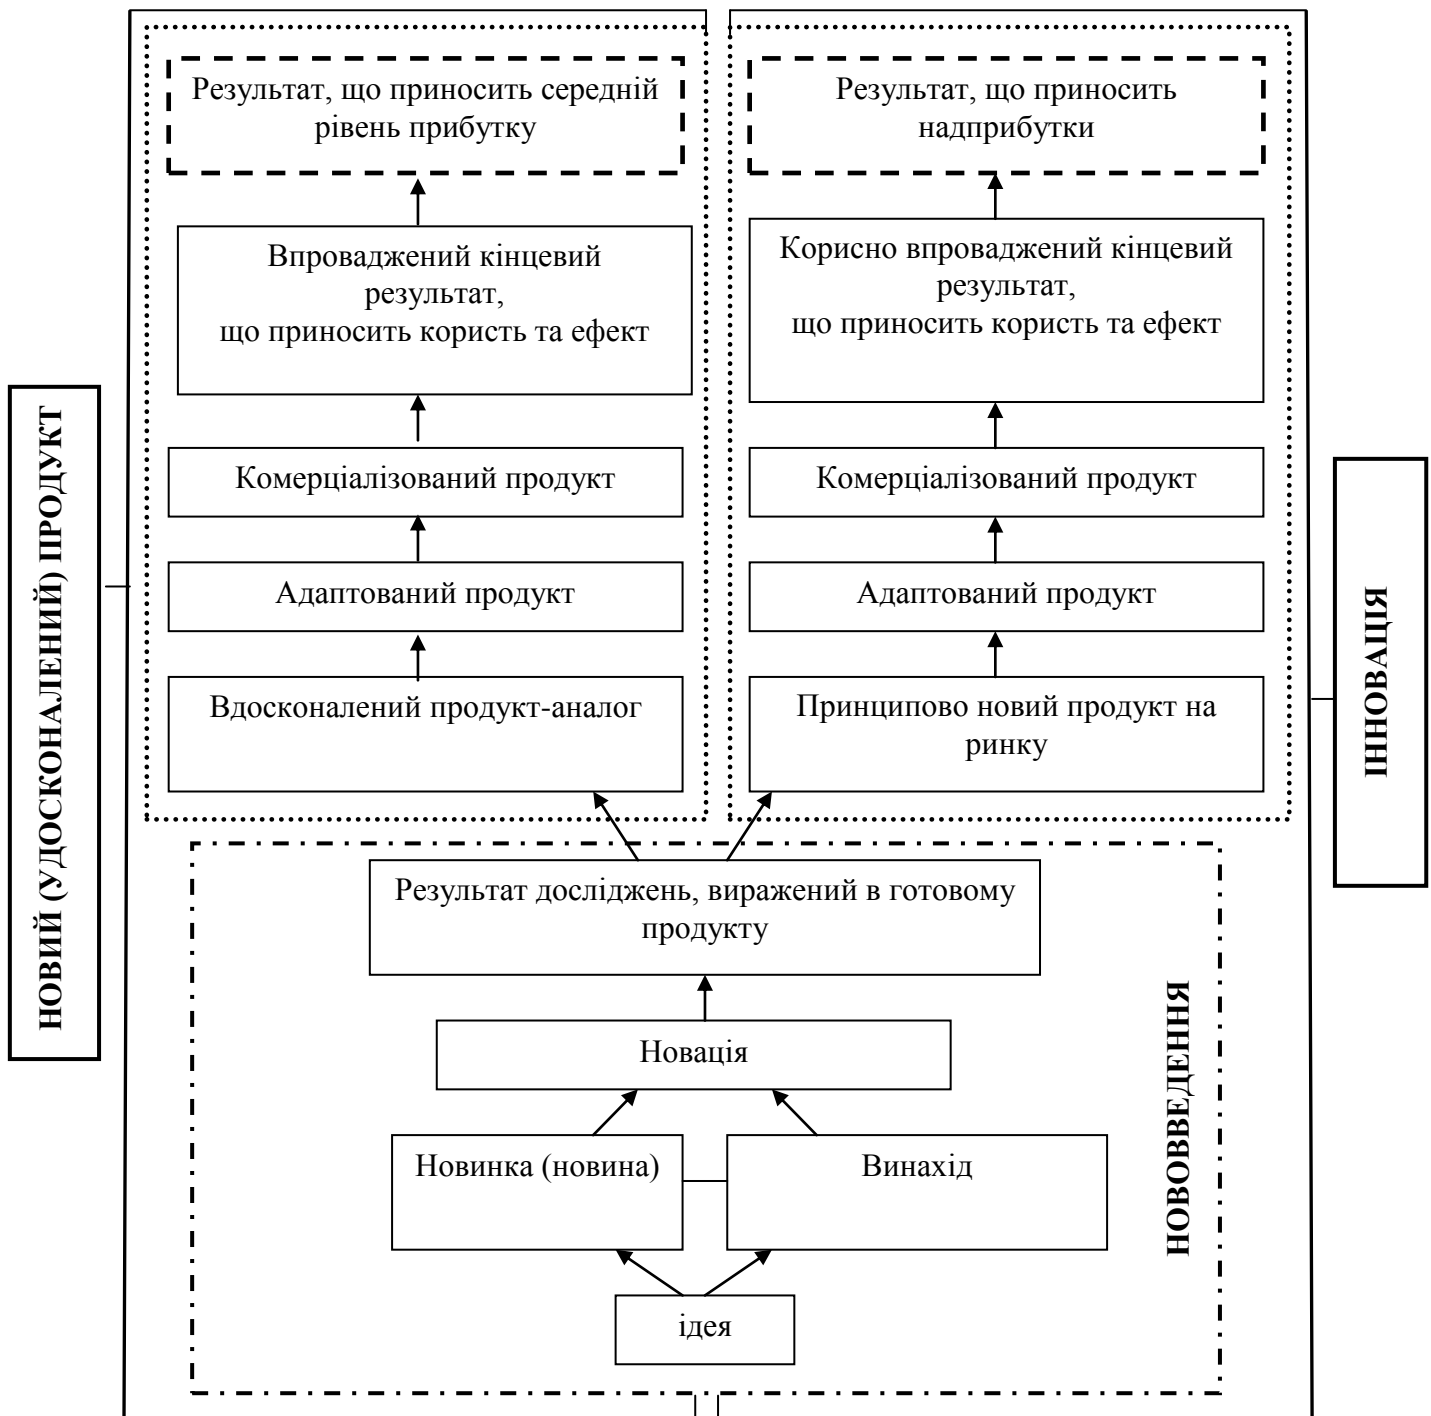 Результат, що приносить середній
рівень прибутку
Результат, що приносить
надприбутки
Впроваджений кінцевий
результат,
що приносить користь та ефект
Корисно впроваджений кінцевий
результат,
що приносить користь та ефект
Комерціалізований продукт
Комерціалізований продукт
Адаптований продукт
Адаптований продукт
Вдосконалений продукт-аналог
Принципово новий продукт на
ринку
НОВИЙ (УДОСКОНАЛЕНИЙ) ПРОДУКТ
ІННОВАЦІЯ
Результат досліджень, виражений в готовому
продукту
Новація
Новинка (новина)
Винахід
ідея
НОВОВВЕДЕННЯ